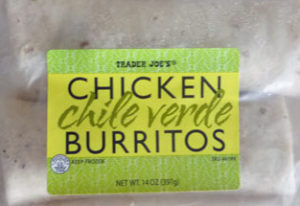 TRADER JOE'S®
CHICKEN
chile verde
BURRITOS
KEEP FROZEN
NET WT. 14 OZ (397g)